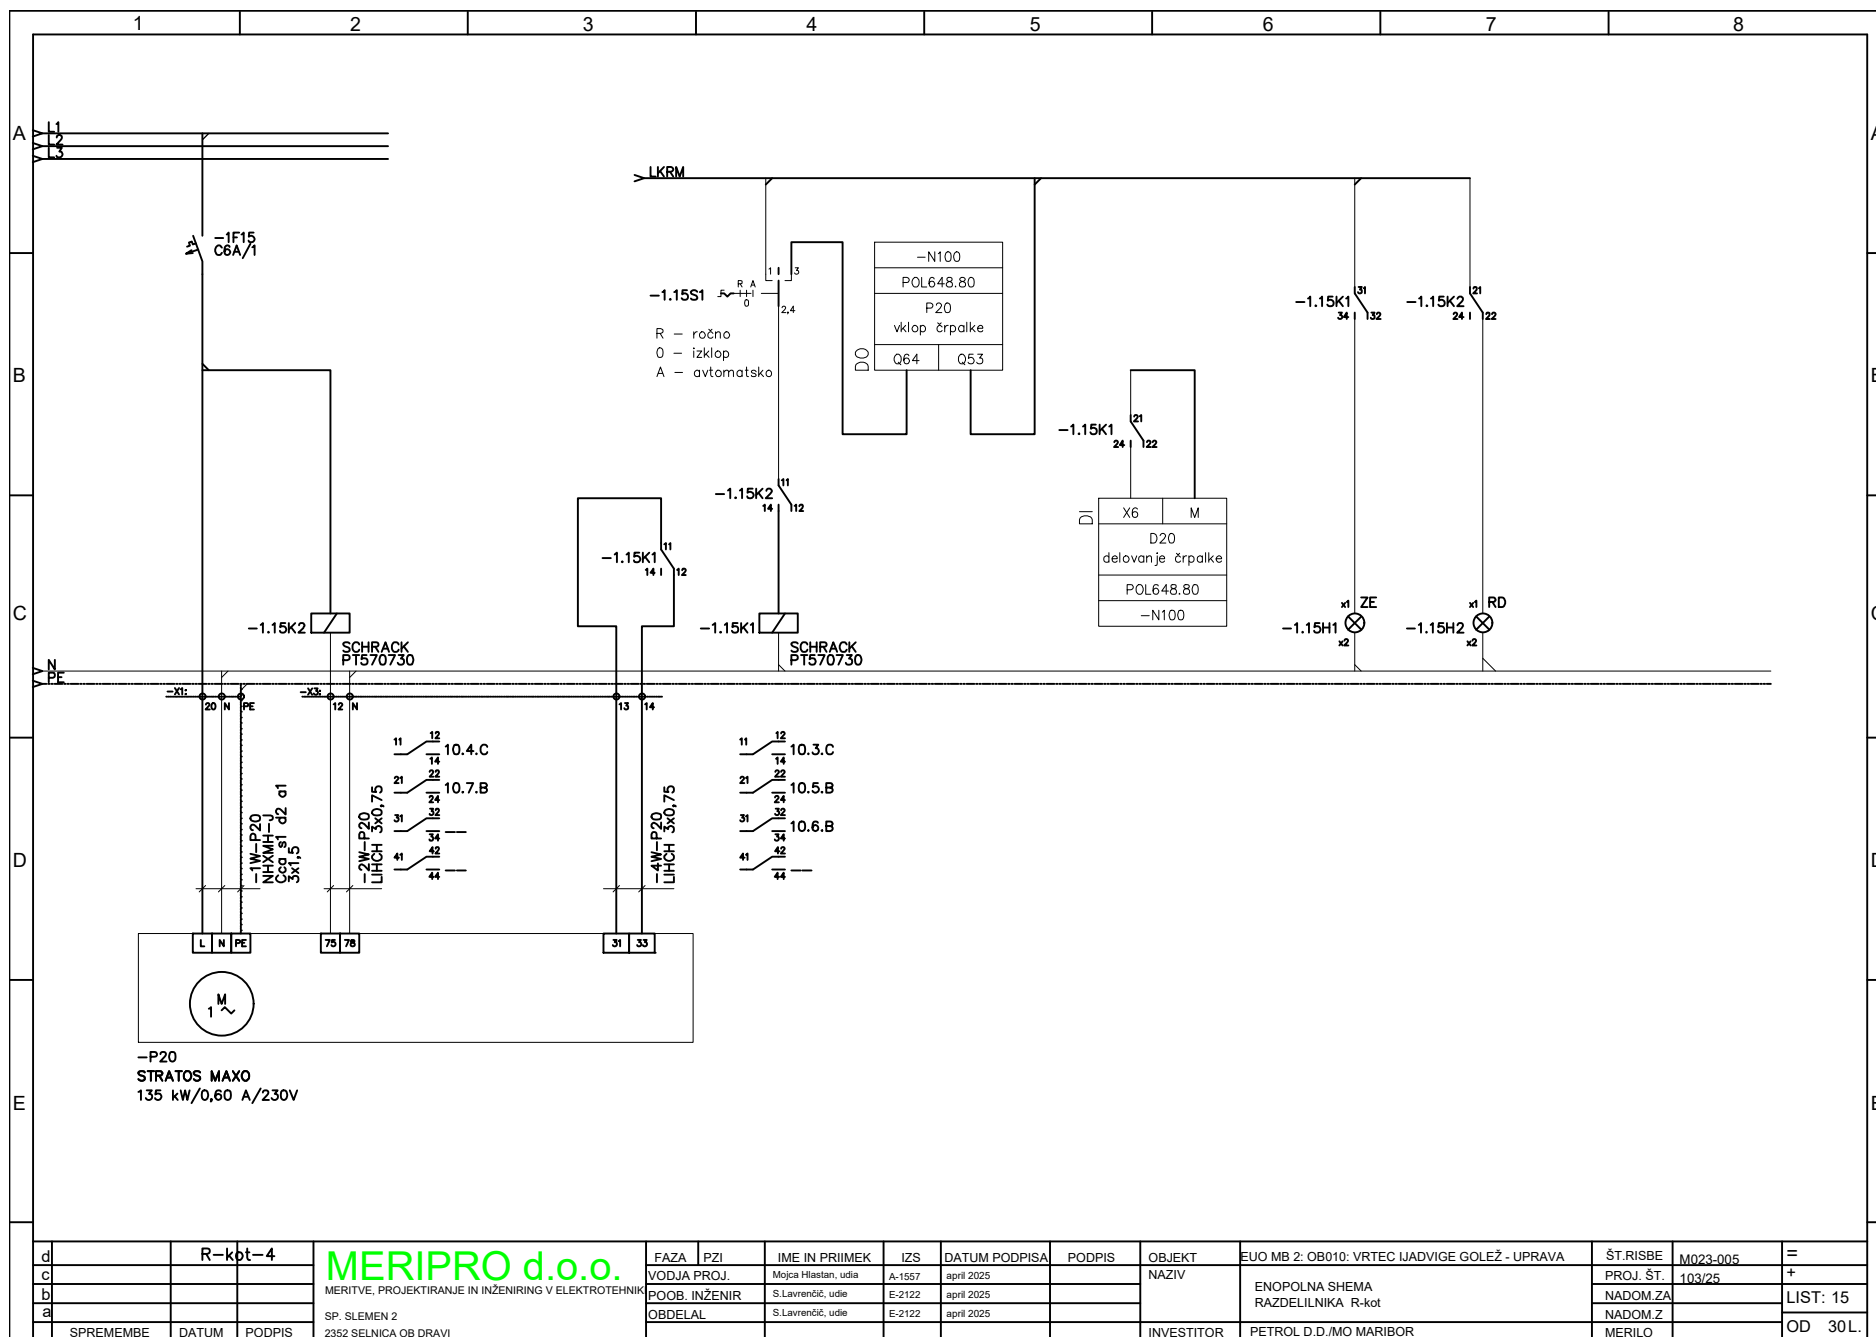 1 2 3 4 5 6 7 8
A
L1
L2
L3
LKRM
-1F15
C6A/1
-N100
POL648.80
P20
vklop črpalke
DO
Q64 Q53
1 3
R A
0
-1.15S1
2,4
R - ročno
0 - izklop
A - avtomatsko
-1.15K1
31
34 32
-1.15K2
21
24 22
B
-1.15K1
21
24 22
-1.15K2
11
14 12
-1.15K1
11
14 12
DI
X6 M
D20
delovanje črpalke
POL648.80
-N100
C
-1.15K2
SCHRACK
PT570730
-1.15K1
SCHRACK
PT570730
x1 ZE
-1.15H1
x2
x1 RD
-1.15H2
x2
N
PE
-X1:
20 N PE
-X3:
12 N
13 14
11 12 14 10.4.C
21 22 24 10.7.B
31 32 34 —
41 42 44 —
11 12 14 10.3.C
21 22 24 10.5.B
31 32 34 10.6.B
41 42 44 —
D
-1W-P20
NHXMH-J
Cca s1 d2 a1
3x1,5
-2W-P20
LIHCH 3x0,75
-4W-P20
LIHCH 3x0,75
L N PE
75 78
31 33
M
1 ~
-P20
STRATOS MAXO
135 kW/0,60 A/230V
E
d R-kot-4
c
b
a
SPREMEMBE DATUM PODPIS
MERIPRO d.o.o.
MERITVE, PROJEKTIRANJE IN INŽENIRING V ELEKTROTEHNIK
SP. SLEMEN 2
2352 SELNICA OB DRAVI
FAZA PZI IME IN PRIIMEK IZS DATUM PODPISA PODPIS
VODJA PROJ. Mojca Hlastan, udia A-1557 april 2025
POOB. INŽENIR S.Lavrenčič, udie E-2122 april 2025
OBDELAL S.Lavrenčič, udie E-2122 april 2025
OBJEKT EUO MB 2: OB010: VRTEC IJADVIGE GOLEŽ - UPRAVA
NAZIV
ENOPOLNA SHEMA
RAZDELILNIKA R-kot
INVESTITOR PETROL D.D./MO MARIBOR
ŠT.RISBE M023-005
PROJ. ŠT. 103/25
NADOM.ZA
NADOM.Z
MERILO
=
+
LIST: 15
OD 30L.